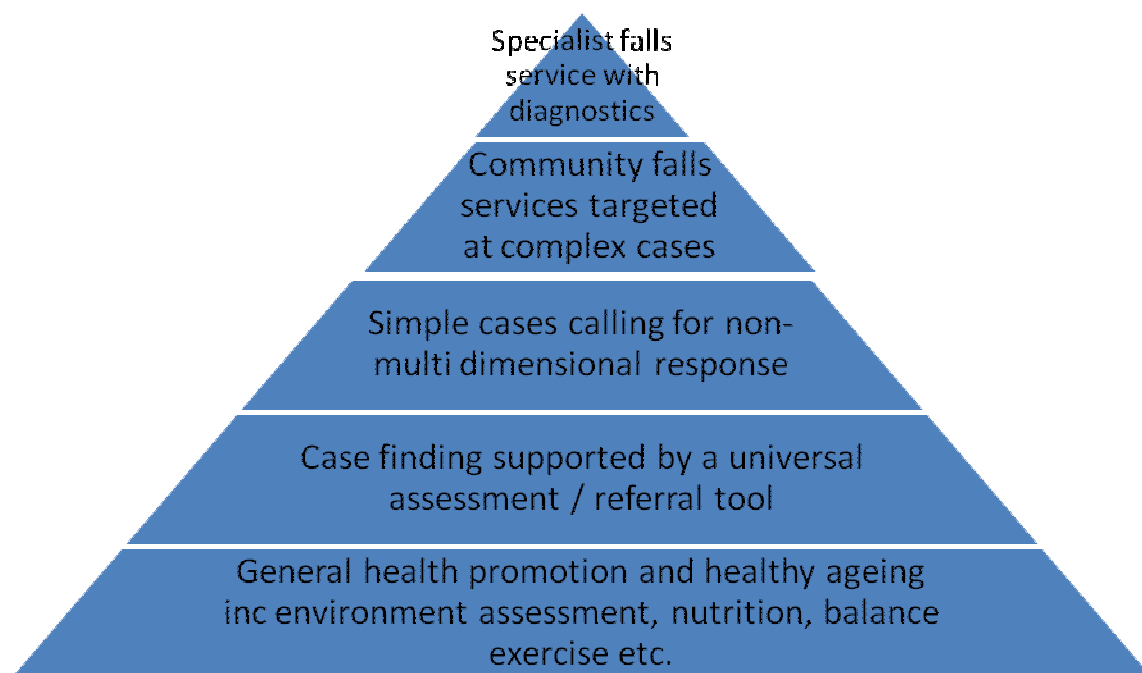 Specialist falls
service with
diagnostics
Community falls
services targeted
at complex cases
Simple cases calling for non-
multi dimensional response
Case finding supported by a universal
assessment / referral tool
General health promotion and healthy ageing
inc environment assessment, nutrition, balance
exercise etc.